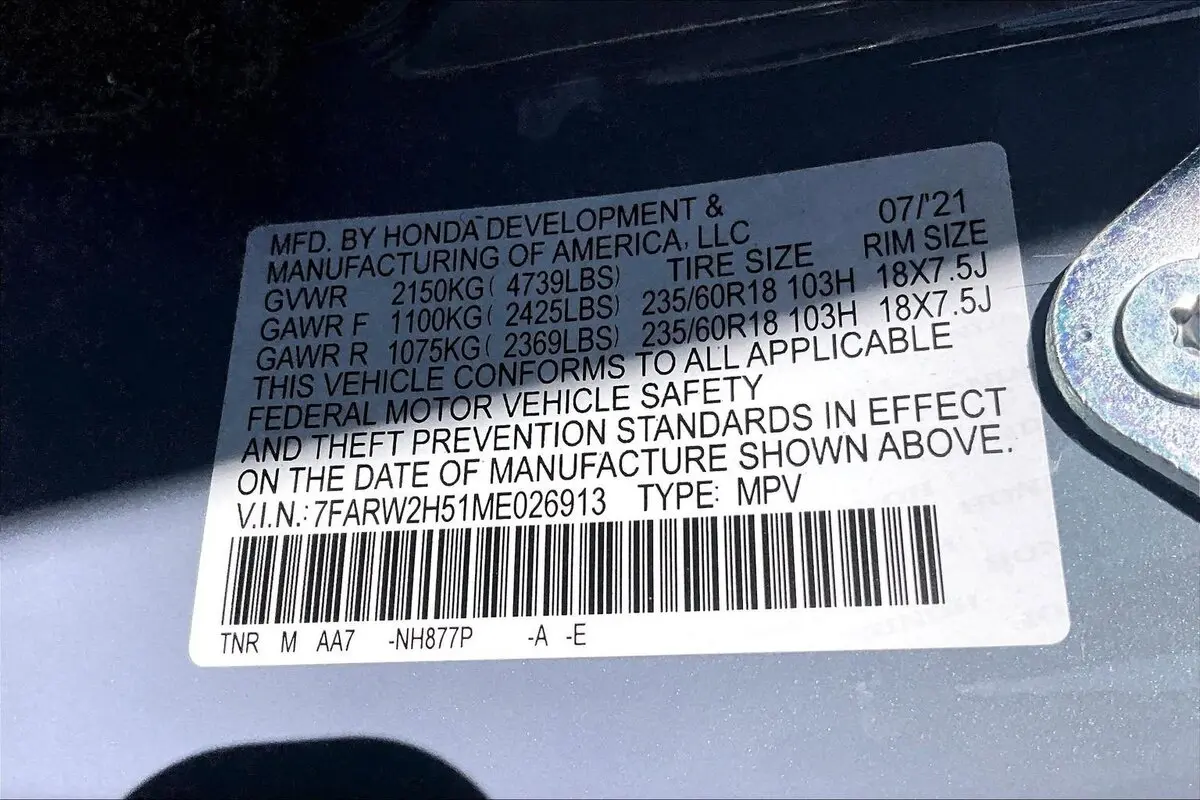 MFD. BY HONDA DEVELOPMENT & 07/'21
MANUFACTURING OF AMERICA, LLC RIM SIZE
GVWR 2150KG( 4739LBS) TIRE SIZE
GAWR F 1100KG( 2425LBS) 235/60R18 103H 18X7.5J
GAWR R 1075KG( 2369LBS) 235/60R18 103H 18X7.5J
THIS VEHICLE CONFORMS TO ALL APPLICABLE
FEDERAL MOTOR VEHICLE SAFETY
AND THEFT PREVENTION STANDARDS IN EFFECT
ON THE DATE OF MANUFACTURE SHOWN ABOVE.
V.I.N.: 7FARW2H51ME026913 TYPE: MPV
TNR M AA7 -NH877P -A -E